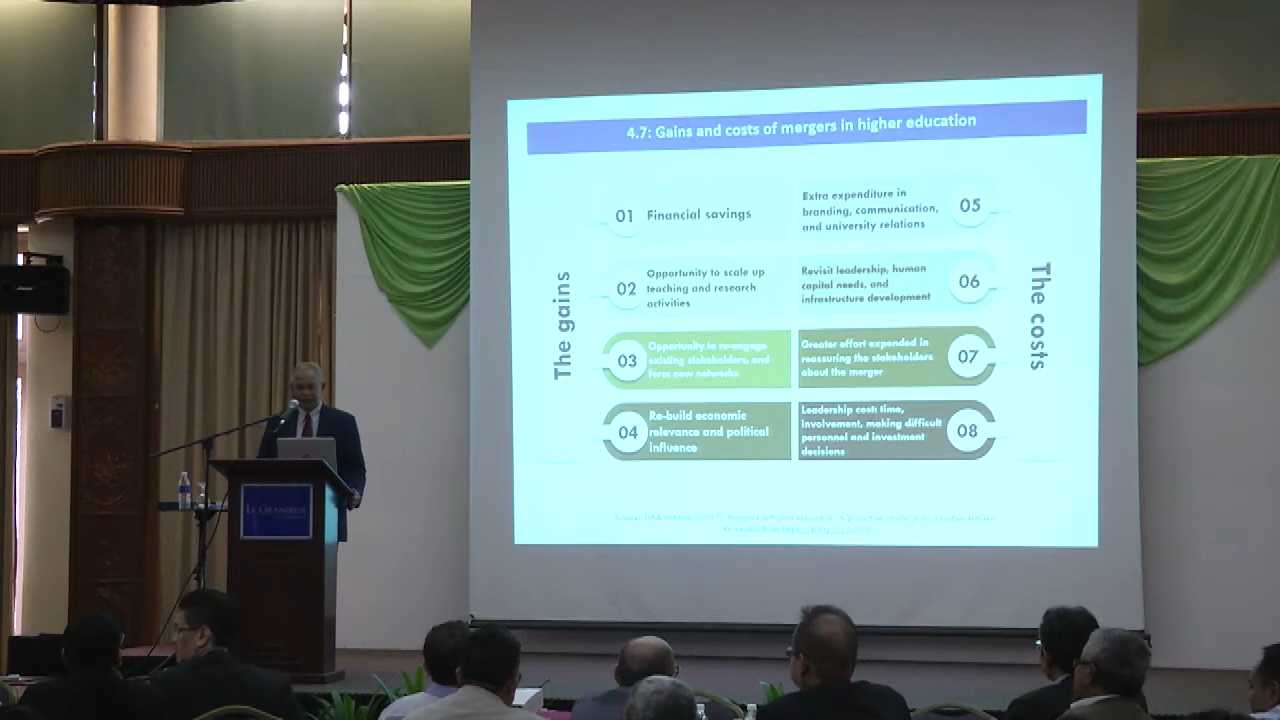 4.7: Gains and costs of mergers in higher education
The gains
01
Financial savings
02
Opportunity to scale up
teaching and research
activities
03
Opportunity to re-engage
existing stakeholders, and
form new networks
04
Re-build economic
relevance and political
influence
Extra expenditure in
branding, communication,
and university relations
05
Revisit leadership, human
capital needs, and
infrastructure development
06
Greater effort expended in
reassuring the stakeholders
about the merger
07
Leadership cost: time,
involvement, making difficult
personnel and investment
decisions
08
The costs
LE GRANDEUR